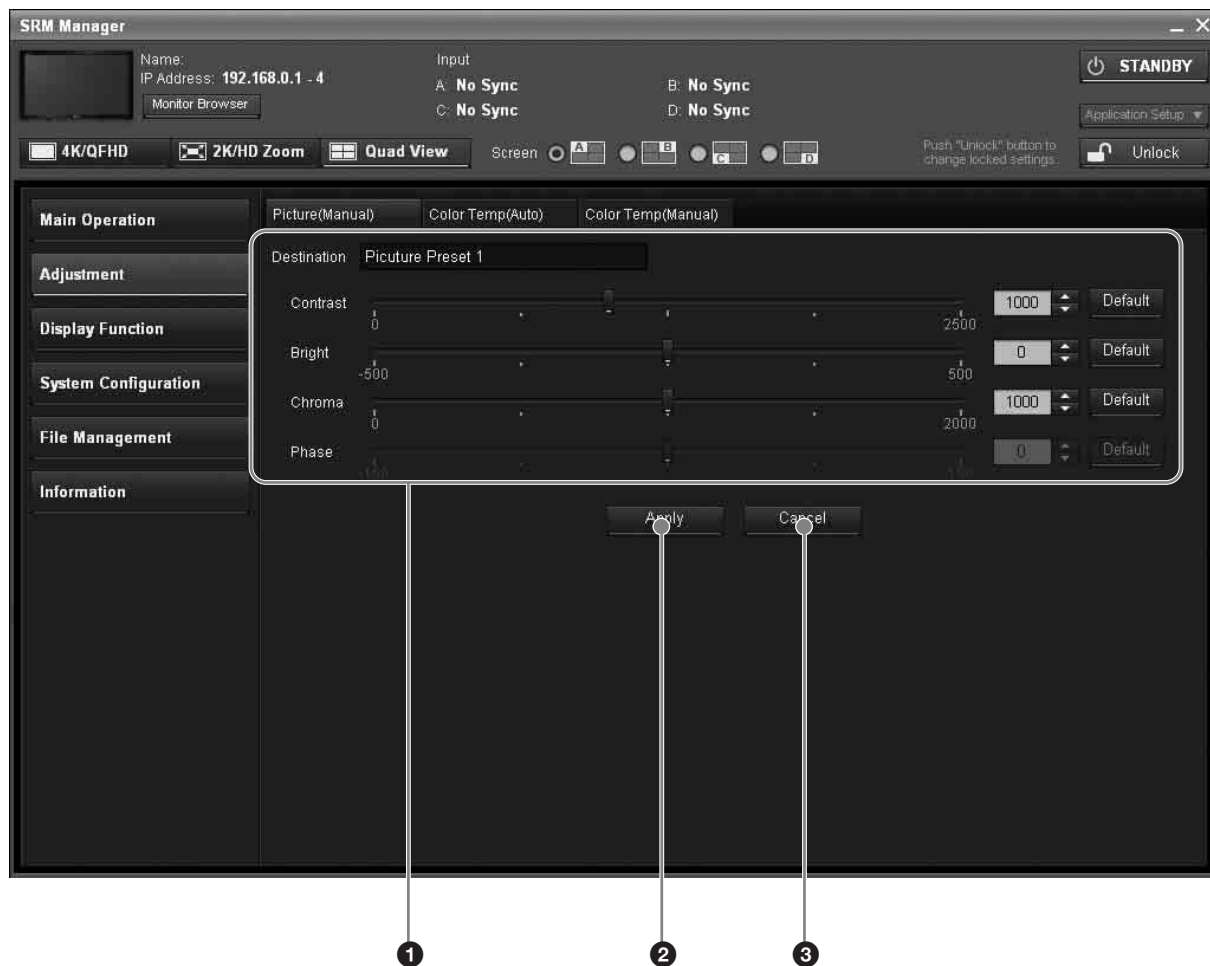 SRM Manager
Name:
IP Address: 192.168.0.1 - 4
Monitor Browser
Input
A: No Sync
B: No Sync
C: No Sync
D: No Sync
STANDBY
Application Setup
4K/QFHD
2K/HD Zoom
Quad View
Screen
A
B
C
D
Push "Unlock" button to
change locked settings.
Unlock
Main Operation
Adjustment
Display Function
System Configuration
File Management
Information
Picture(Manual)
Color Temp(Auto)
Color Temp(Manual)
Destination Picuture Preset 1
Contrast
0
2500
1000
Default
Bright
-500
500
0
Default
Chroma
0
2000
1000
Default
Phase
0
Default
Apply
Cancel
1
2
3